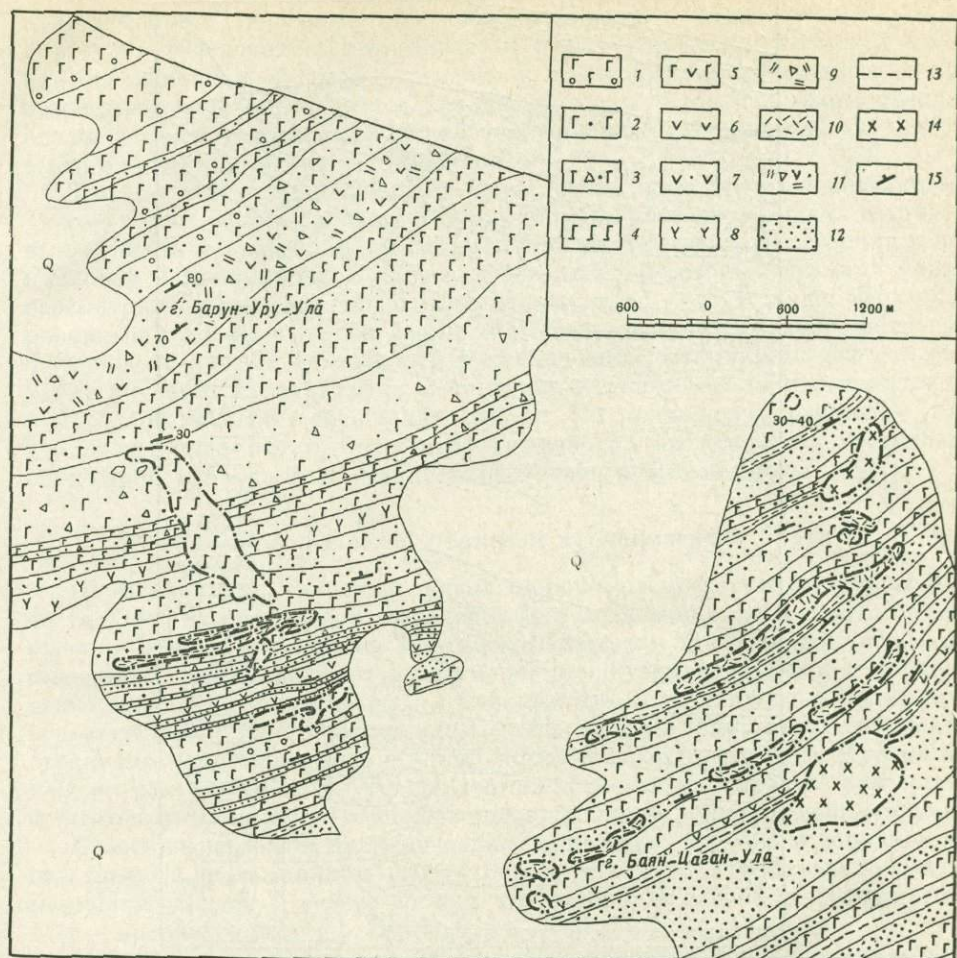 1 5 9 13
2 6 10 14
3 7 11 15
4 8 12
600 0 600 1200 м
Q
80
г. Барун-Уру-Ула
70
30
30—40
Q
г. Баян-Цаган-Ула
Q